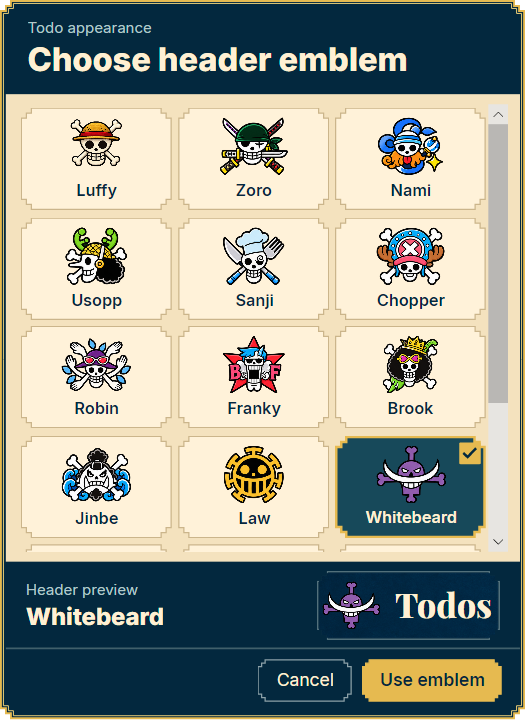 Todo appearance
Choose header emblem
Luffy
Zoro
Nami
Usopp
Sanji
Chopper
Robin
B F
Franky
Brook
Jinbe
Law
Whitebeard
Header preview
Whitebeard
Todos
Cancel
Use emblem